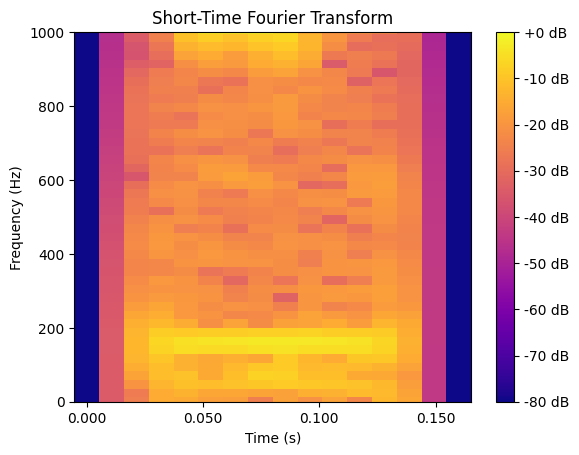 Short-Time Fourier Transform
1000
800
600
400
200
0
Frequency (Hz)
0.000
0.050
0.100
0.150
Time (s)
+0 dB
-10 dB
-20 dB
-30 dB
-40 dB
-50 dB
-60 dB
-70 dB
-80 dB